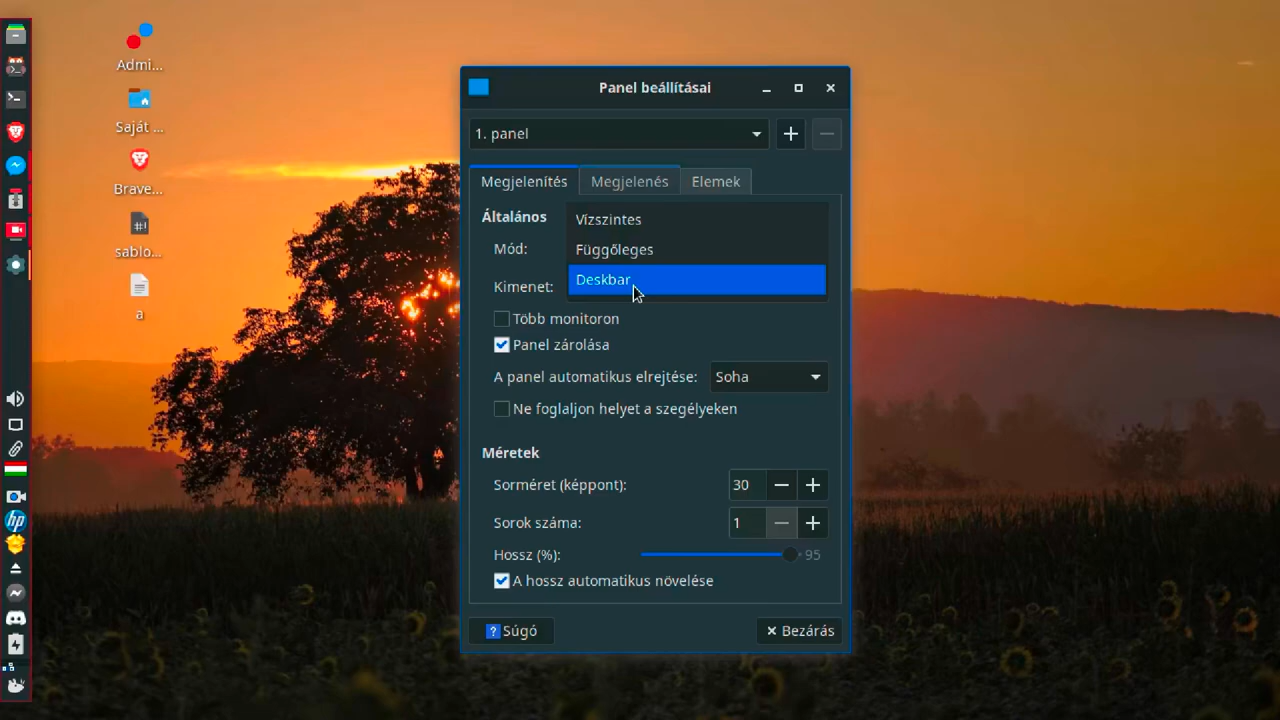 Admi...
Saját ...
Brave...
sablo...
a
hp
Panel beállításai
1. panel
Megjelenítés
Megjelenés
Elemek
Általános
Mód:
Vízszintes
Függőleges
Deskbar
Kimenet:
Több monitoron
Panel zárolása
A panel automatikus elrejtése: Soha
Ne foglaljon helyet a szegélyeken
Méretek
Sorméret (képpont): 30
Sorok száma: 1
Hossz (%): 95
A hossz automatikus növelése
? Súgó
Bezárás